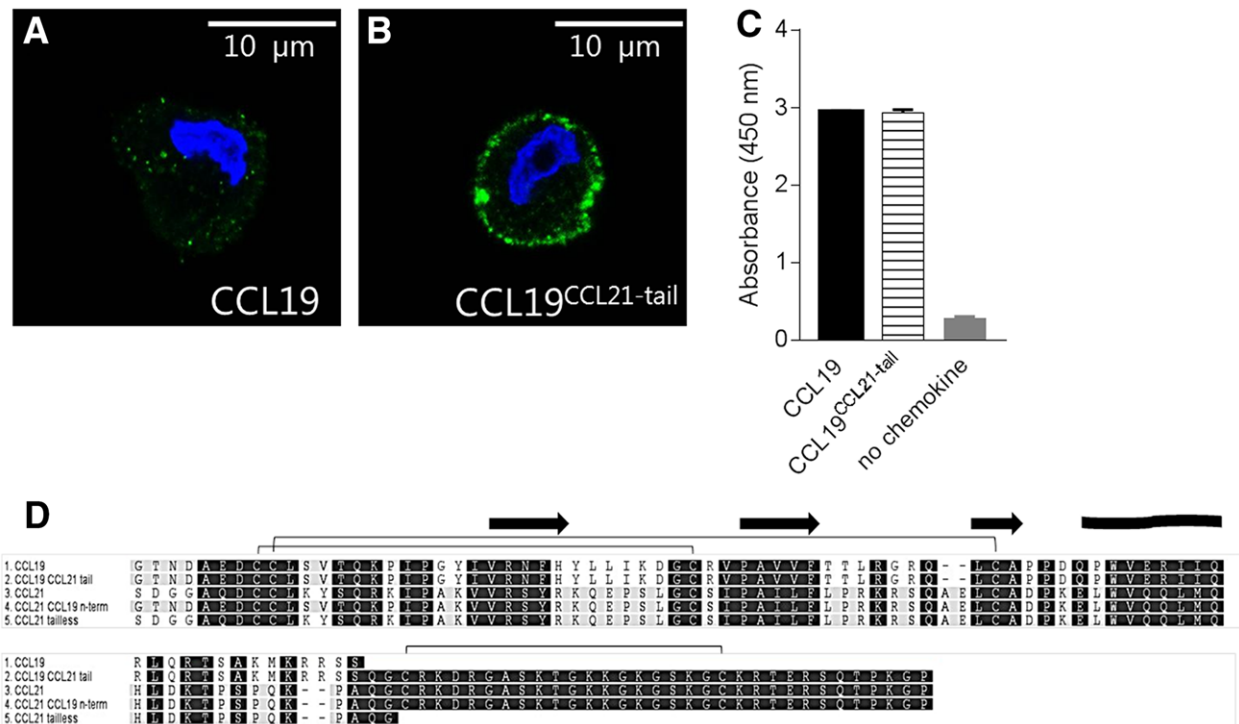 A
10 µm
CCL19
B
10 µm
CCL19CCL21-tail
C
Absorbance (450 nm)
4
3
2
1
0
CCL19
CCL19CCL21-tail
no chemokine
D
1. CCL19 G T N D A E D C C L S V T Q K P I P G Y I V R N F H Y L L I K D G C R V P A V V F T T L R G R Q - - L C A P P D Q P W V E R I I Q
2. CCL19 CCL21 tail G T N D A E D C C L S V T Q K P I P G Y I V R N F H Y L L I K D G C R V P A V V F T T L R G R Q - - L C A P P D Q P W V E R I I Q
3. CCL21 S D G G A Q D C C L K Y S Q R K I P A K V V R S Y R K Q E P S L G C S I P A I L F L P R K R S Q A E L C A D P K E L W V Q Q L M Q
4. CCL21 CCL19 n-term G T N D A E D C C L S V T Q K P I P A K V V R S Y R K Q E P S L G C S I P A I L F L P R K R S Q A E L C A D P K E L W V Q Q L M Q
5. CCL21 tailless S D G G A Q D C C L K Y S Q R K I P A K V V R S Y R K Q E P S L G C S I P A I L F L P R K R S Q A E L C A D P K E L W V Q Q L M Q
1. CCL19 R L Q R T S A K M K R R S S
2. CCL19 CCL21 tail R L Q R T S A K M K R R S S Q G C R K D R G A S K T G K K G K G S K G C K R T E R S Q T P K G P
3. CCL21 H L D K T P S P Q K - - P A Q G C R K D R G A S K T G K K G K G S K G C K R T E R S Q T P K G P
4. CCL21 CCL19 n-term H L D K T P S P Q K - - P A Q G C R K D R G A S K T G K K G K G S K G C K R T E R S Q T P K G P
5. CCL21 tailless H L D K T P S P Q K - - P A Q G